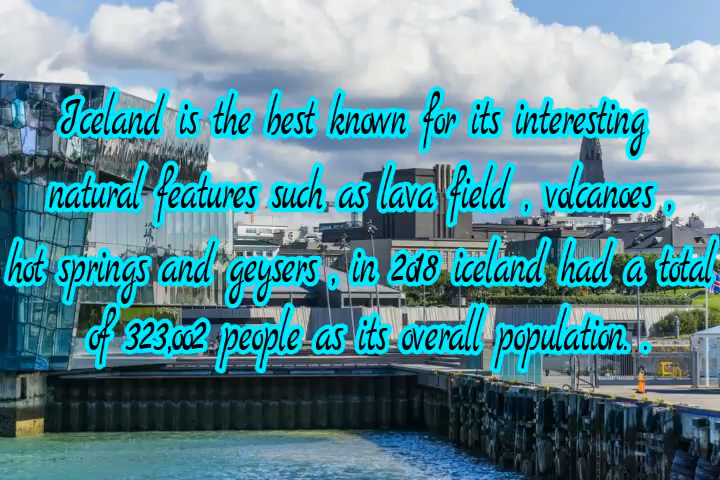 Iceland is the best known for its interesting
natural features such as lava field , volcanoes ,
hot springs and geysers , in 2018 iceland had a total
of 323,002 people as its overall population. .